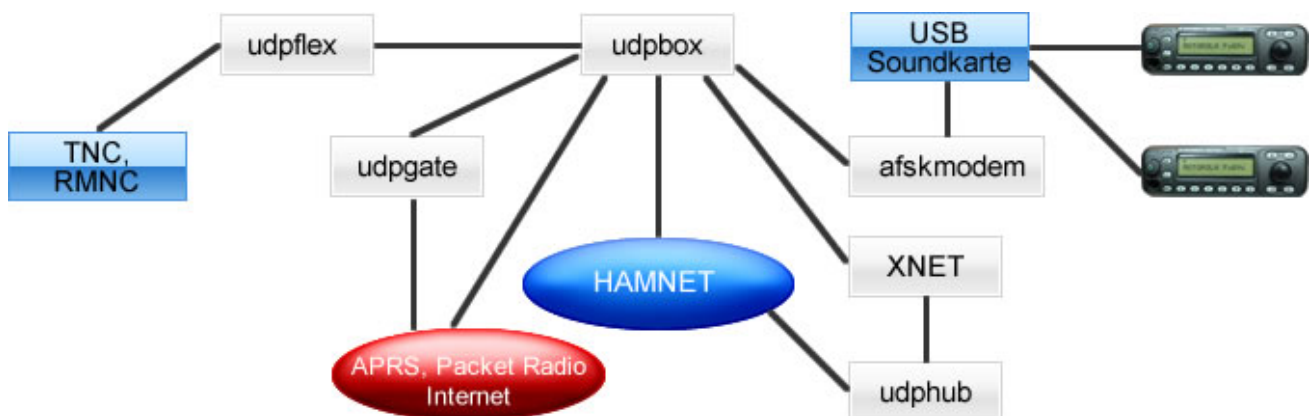 udpflex
udpbox
USB
Soundkarte
TNC,
RMNC
udpgate
afskmodem
HAMNET
XNET
APRS, Packet Radio
Internet
udphub